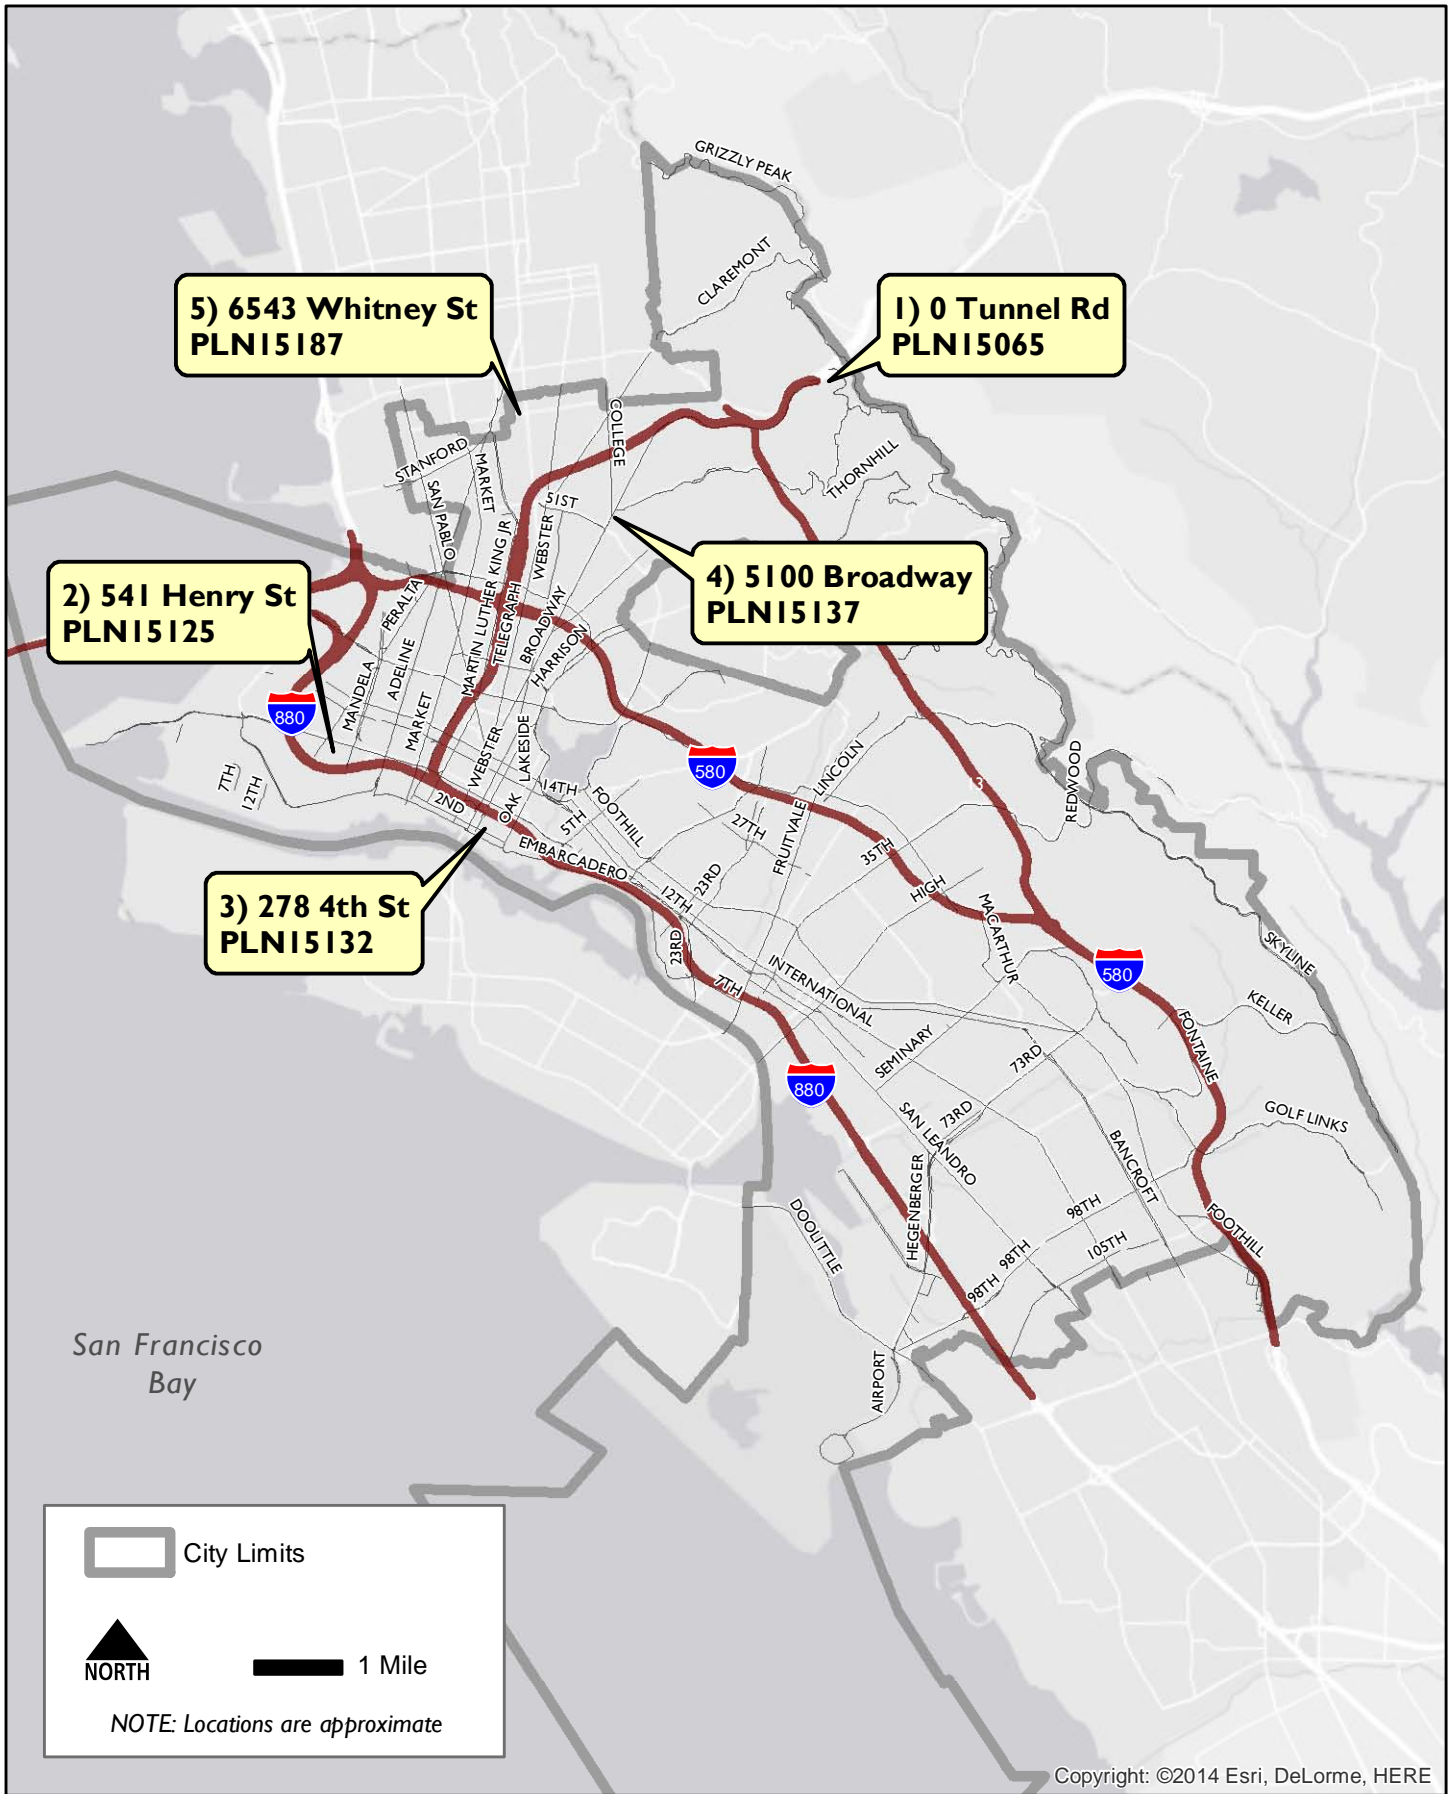 GRIZZLY PEAK
CLAREMONT
5) 6543 Whitney St
PLN15187
1) 0 Tunnel Rd
PLN15065
COLLEGE
STANFORD
MARKET
THORNHILL
SAN PABLO
51ST
WEBSTER
MARTIN LUTHER KING JR
4) 5100 Broadway
PLN15137
2) 541 Henry St
PLN15125
PERALTA
TELEGRAPH
BROADWAY
HARRISON
ADELINE
MANDELA
MARKET
880
WEBSTER
LAKESIDE
580
LINCOLN
REDWOOD
13
7TH
12TH
2ND
OAK
14TH
5TH
FOOTHILL
27TH
FRUITVALE
35TH
EMBARCADERO
23RD
12TH
HIGH
3) 278 4th St
PLN15132
MACARTHUR
23RD
SKYLINE
580
7TH
INTERNATIONAL
KELLER
FONTAINE
SEMINARY
73RD
880
73RD
SAN LEANDRO
GOLF LINKS
BANCROFT
HEGENBERGER
DOOLITTLE
98TH
FOOTHILL
105TH
98TH
98TH
AIRPORT
San Francisco
Bay
City Limits
NORTH
1 Mile
NOTE: Locations are approximate
Copyright: ©2014 Esri, DeLorme, HERE